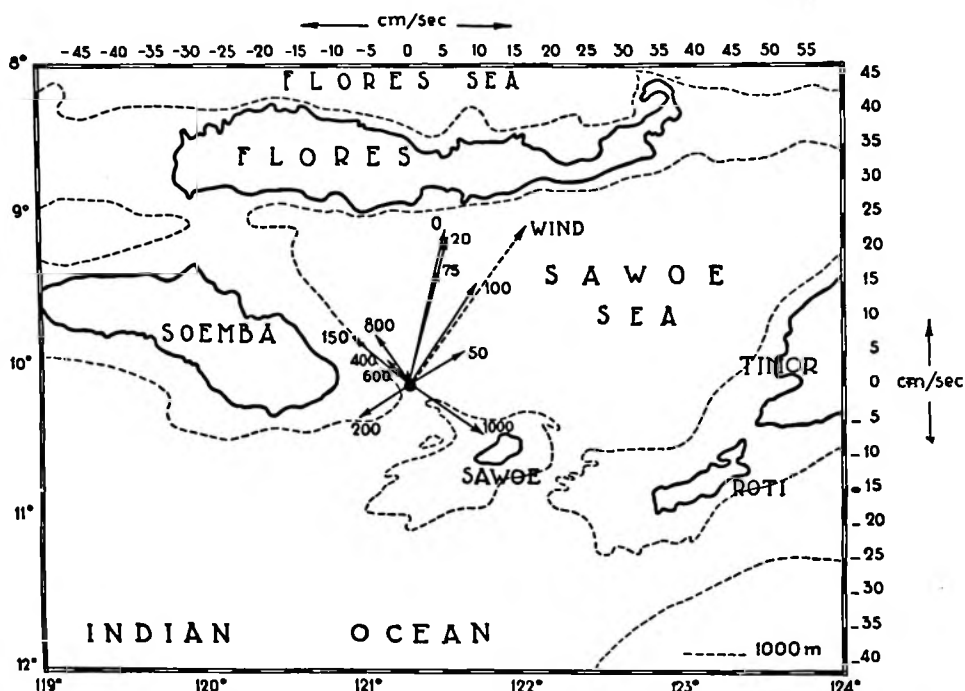 cm/sec
-45 -40 -35 -30 -25 -20 -15 -10 -5 0 5 10 15 20 25 30 35 40 45 50 55
8°
FLORES SEA
45
40
35
FLORES
30
25
9°
0
20
WIND
20
75
SAWOE
15
100
SEA
10
SOEMBA
150
800
5
50
400
10°
TIMOR
0
600
cm/sec
-5
200
1000
-10
SAWOE
ROTI
-15
11°
-20
-25
-30
INDIAN OCEAN
-35
1000 m
-40
12°
119° 120° 121° 122° 123° 124°